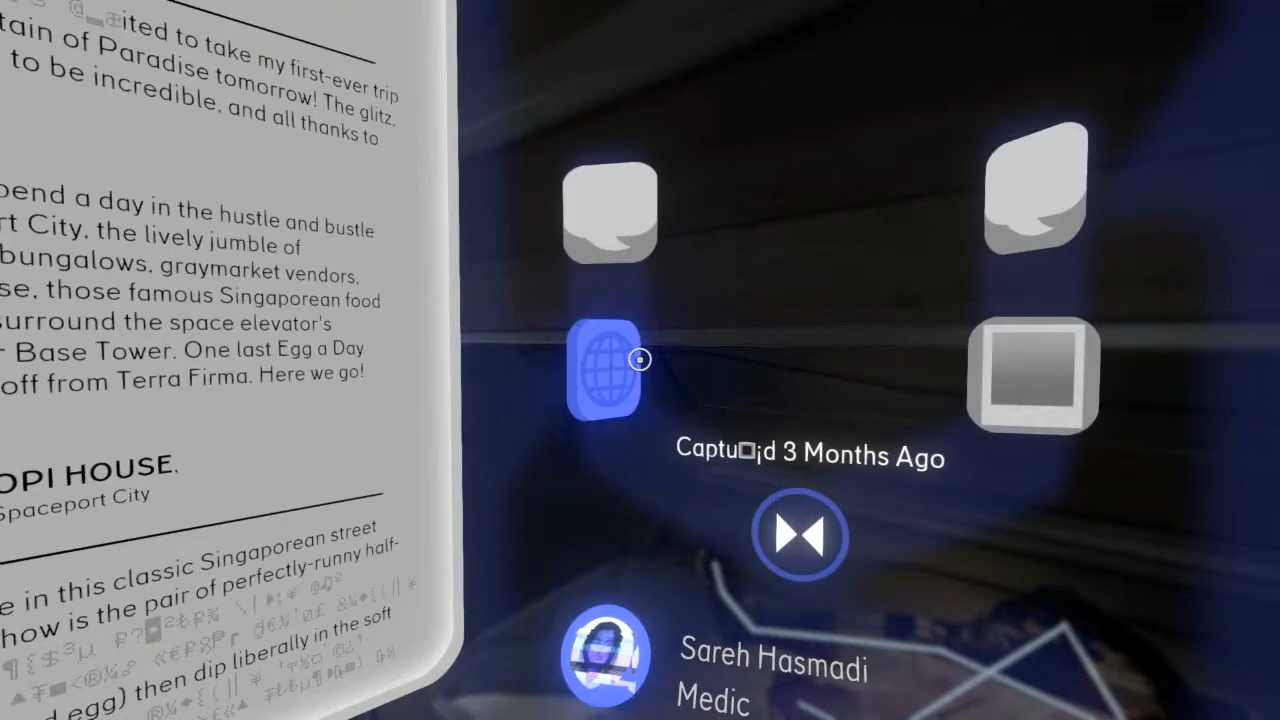 ited to take my first-ever trip
tain of Paradise tomorrow! The glitz,
to be incredible, and all thanks to
pend a day in the hustle and bustle
rt City, the lively jumble of
bungalows, graymarket vendors,
se, those famous Singaporean food
surround the space elevator's
r Base Tower. One last Egg a Day
off from Terra Firma. Here we go!
OPI HOUSE.
Spaceport City
e in this classic Singaporean street
how is the pair of perfectly-runny half-
d egg) then dip liberally in the soft
Captu 3 Months Ago
Sareh Hasmadi
Medic